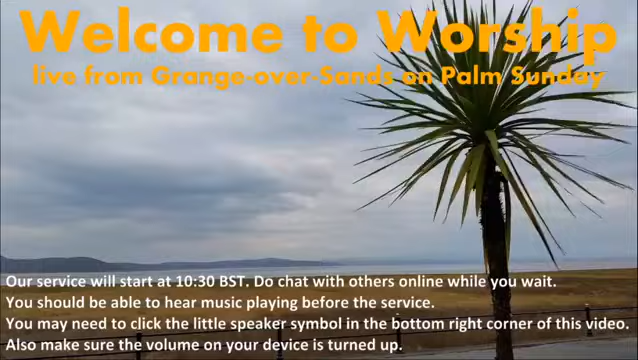 Welcome to Worship
live from Grange-over-Sands on Palm Sunday
Our service will start at 10:30 BST. Do chat with others online while you wait.
You should be able to hear music playing before the service.
You may need to click the little speaker symbol in the bottom right corner of this video.
Also make sure the volume on your device is turned up.